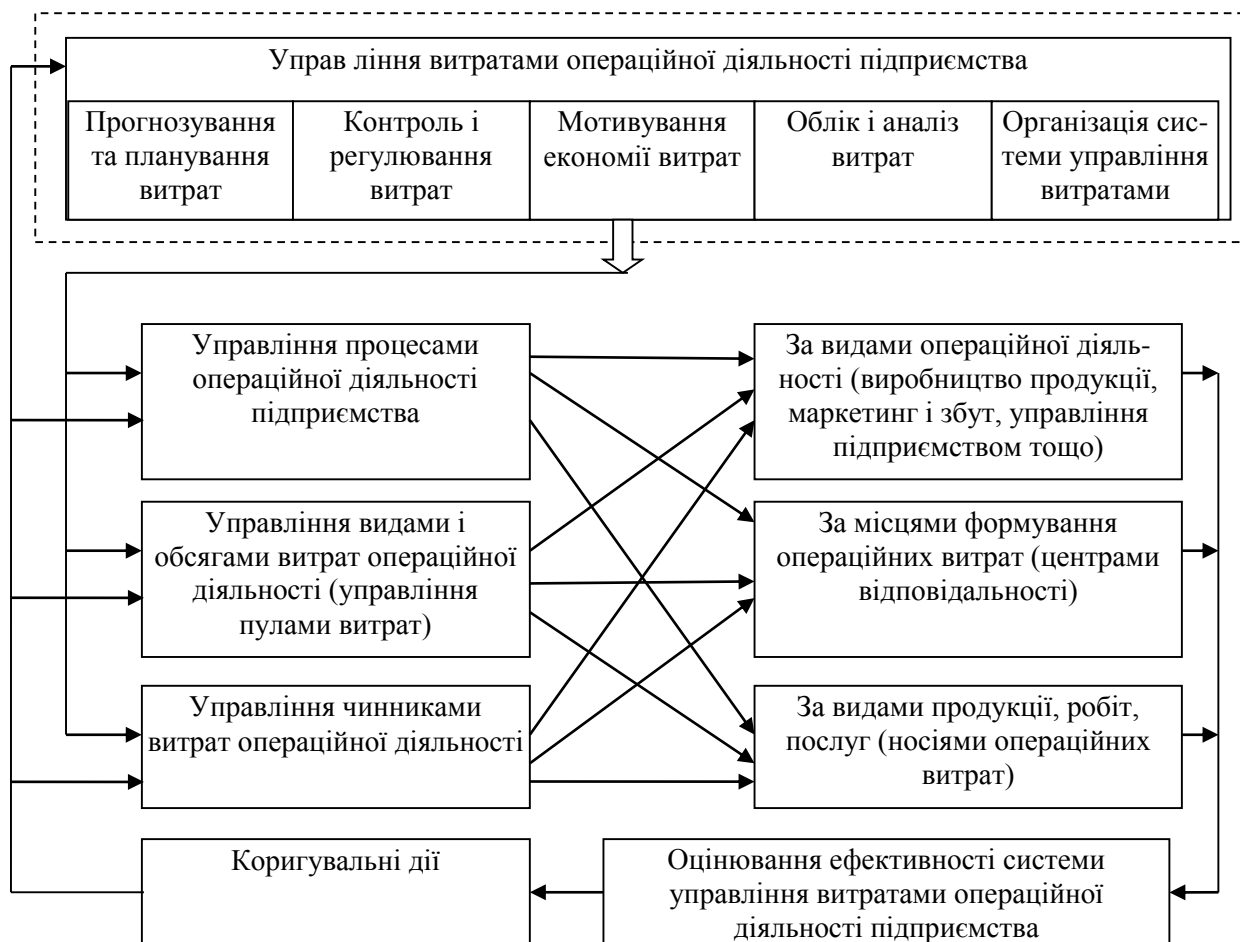 Управ ління витратами операційної діяльності підприємства
Прогнозування
та планування
витрат
Контроль і
регулювання
витрат
Мотивування
економії витрат
Облік і аналіз
витрат
Організація сис-
теми управління
витратами
Управління процесами
операційної діяльності
підприємства
За видами операційної діяль-
ності (виробництво продукції,
маркетинг і збут, управління
підприємством тощо)
Управління видами і
обсягами витрат операційної
діяльності (управління
пулами витрат)
За місцями формування
операційних витрат (центрами
відповідальності)
Управління чинниками
витрат операційної діяльності
За видами продукції, робіт,
послуг (носіями операційних
витрат)
Коригувальні дії
Оцінювання ефективності системи
управління витратами операційної
діяльності підприємства